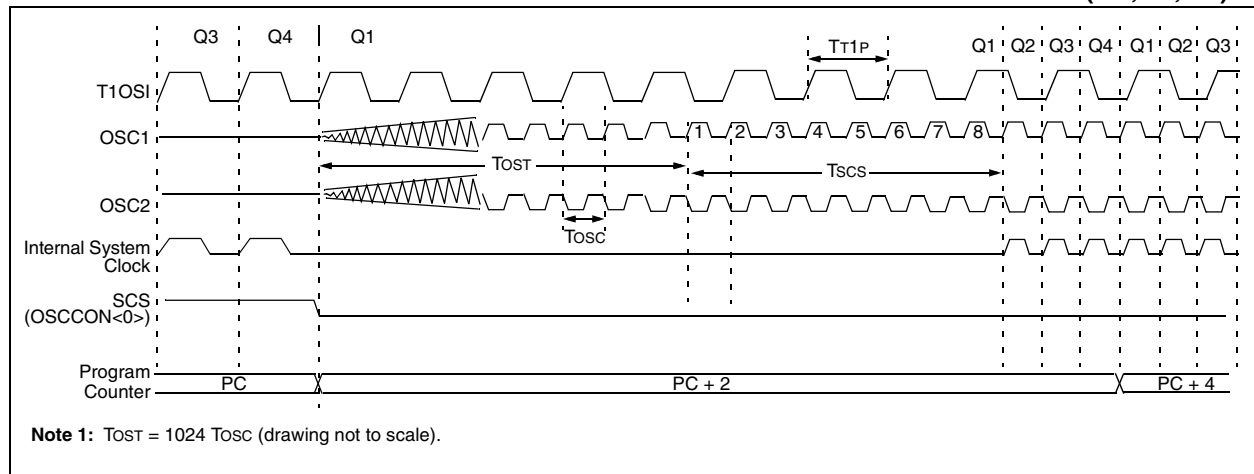 Q3 Q4 Q1 TT1P Q1 Q2 Q3 Q4 Q1 Q2 Q3
T1OSI
OSC1 1 2 3 4 5 6 7 8
TOST TSCS
OSC2
TOSC
Internal System
Clock
SCS
(OSCCON<0>)
Program
Counter
PC PC + 2 PC + 4
Note 1: TOST = 1024 TOSC (drawing not to scale).